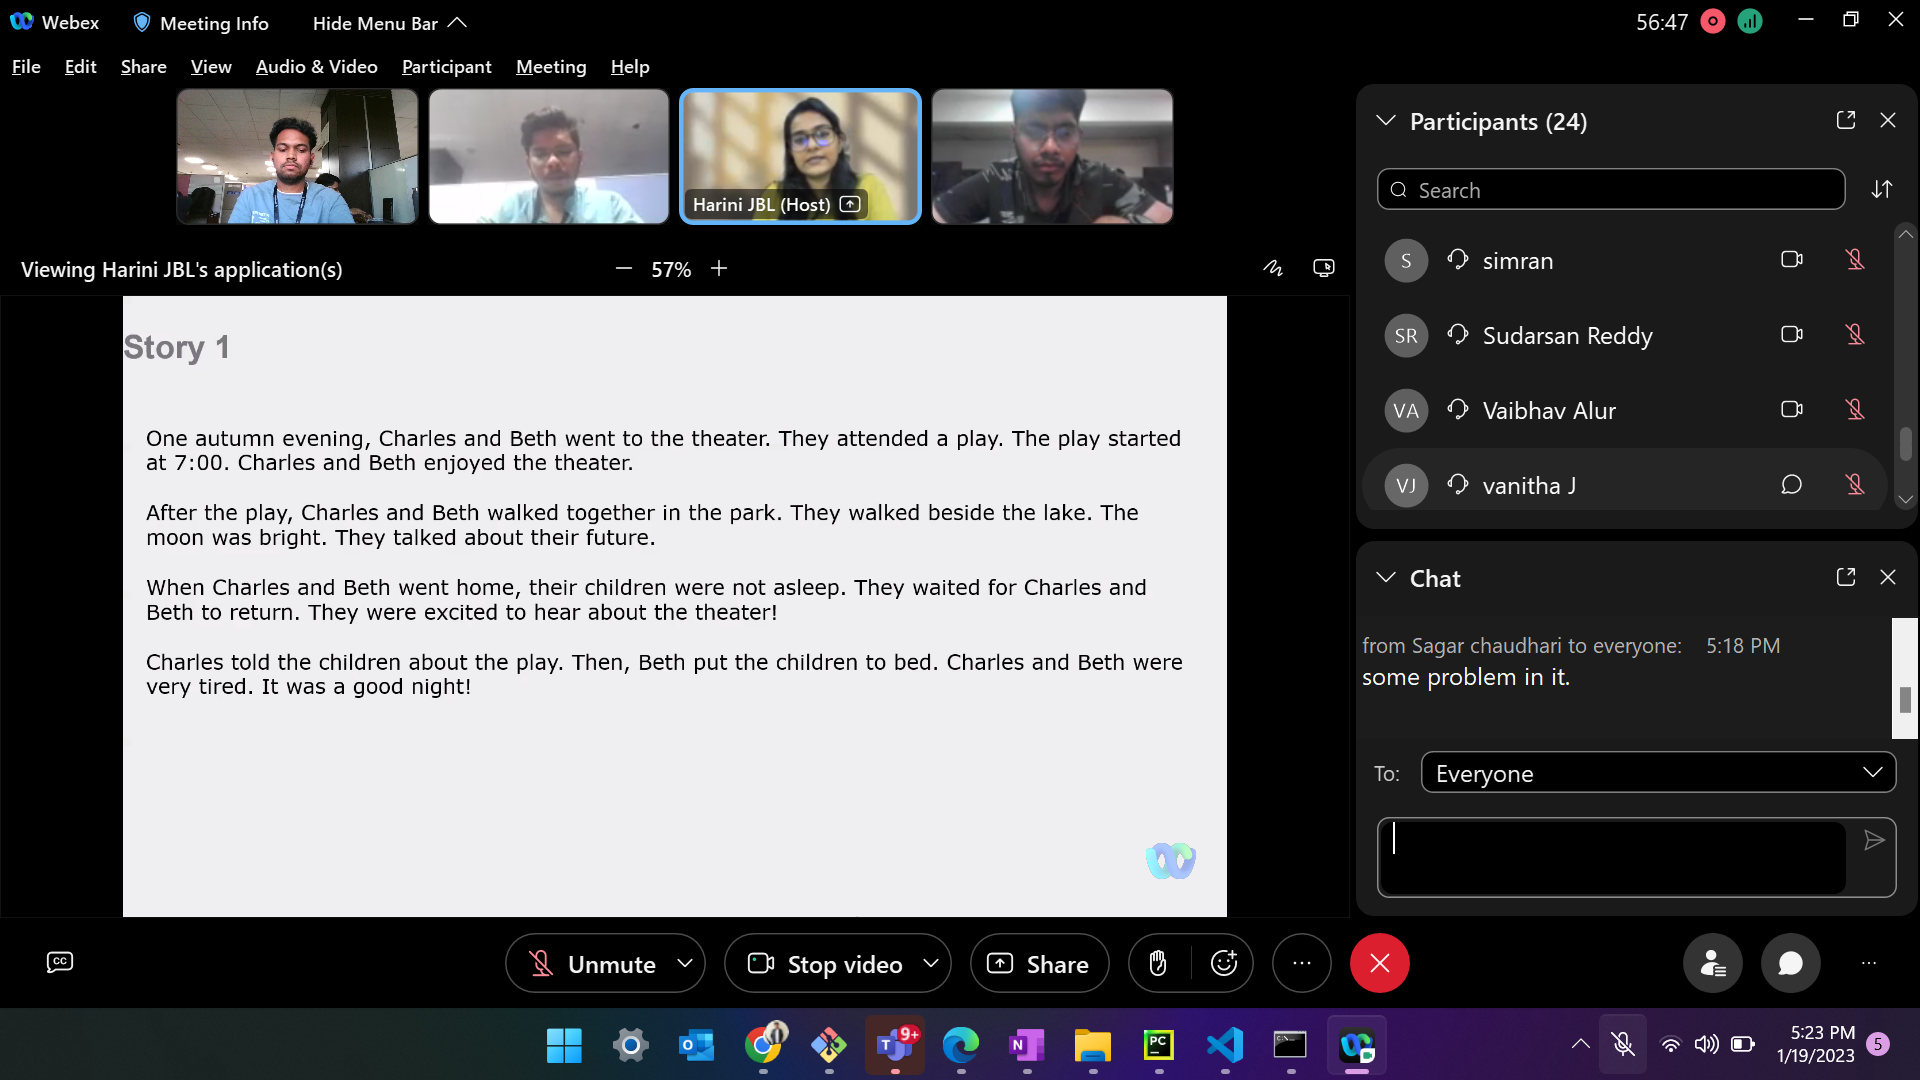 Webex
Meeting Info
Hide Menu Bar
56:47
File Edit Share View Audio & Video Participant Meeting Help
Harini JBL (Host)
Viewing Harini JBL's application(s)
57%
Story 1
One autumn evening, Charles and Beth went to the theater. They attended a play. The play started
at 7:00. Charles and Beth enjoyed the theater.
After the play, Charles and Beth walked together in the park. They walked beside the lake. The
moon was bright. They talked about their future.
When Charles and Beth went home, their children were not asleep. They waited for Charles and
Beth to return. They were excited to hear about the theater!
Charles told the children about the play. Then, Beth put the children to bed. Charles and Beth were
very tired. It was a good night!
Participants (24)
Search
S simran
SR Sudarsan Reddy
VA Vaibhav Alur
VJ vanitha J
Chat
from Sagar chaudhari to everyone: 5:18 PM
some problem in it.
To: Everyone
CC
Unmute
Stop video
Share
9+
PC
5:23 PM
1/19/2023
5